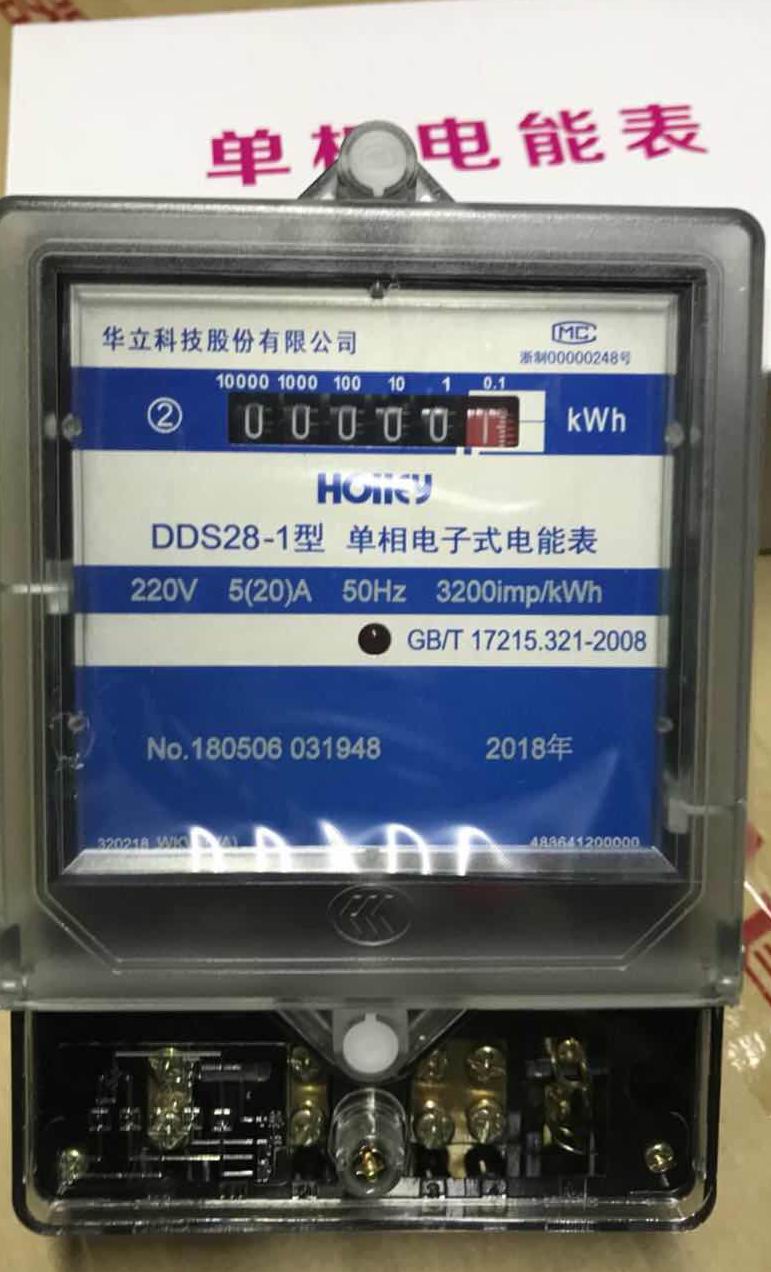 单相电能表
华立科技股份有限公司
MC
浙制00000248号
10000 1000 100 10 1 0.1
② 0 0 0 0 0 1 kWh
Holley
DDS28-1型 单相电子式电能表
220V 5(20)A 50Hz 3200imp/kWh
GB/T 17215.321-2008
No.180506 031948 2018年
320218 483641200000